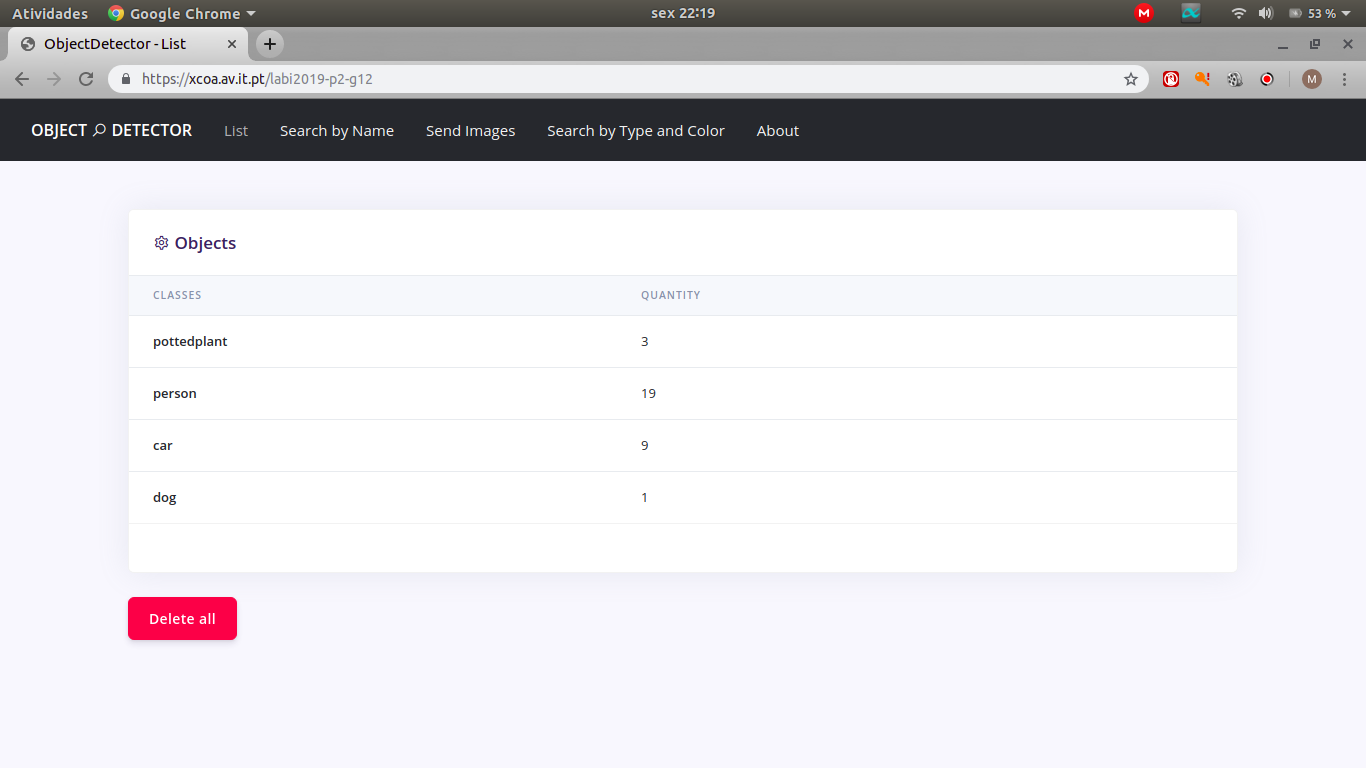 Atividades Google Chrome sex 22:19 53 %
ObjectDetector - List
https://xcoa.av.it.pt/labi2019-p2-g12 M
OBJECT DETECTOR List Search by Name Send Images Search by Type and Color About
Objects
CLASSES QUANTITY
pottedplant 3
person 19
car 9
dog 1
Delete all